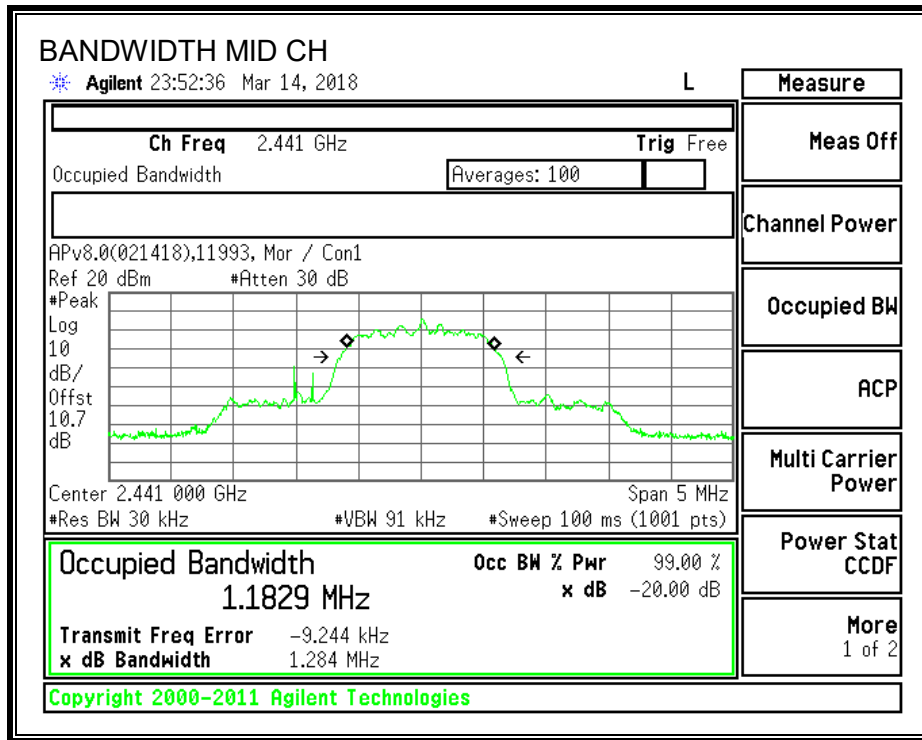 BANDWIDTH MID CH
Agilent 23:52:36 Mar 14, 2018 L
Measure
Ch Freq 2.441 GHz Trig Free
Meas Off
Occupied Bandwidth Averages: 100
Channel Power
APv8.0(021418),11993, Mor / Con1
Ref 20 dBm #Atten 30 dB
#Peak
Log
10
dB/
Offst
10.7
dB
Occupied BW
ACP
Multi Carrier
Power
Center 2.441 000 GHz Span 5 MHz
#Res BW 30 kHz #VBW 91 kHz #Sweep 100 ms (1001 pts)
Power Stat
CCDF
Occupied Bandwidth Occ BW % Pwr 99.00 %
1.1829 MHz x dB -20.00 dB
Transmit Freq Error -9.244 kHz
x dB Bandwidth 1.284 MHz
More
1 of 2
Copyright 2000-2011 Agilent Technologies